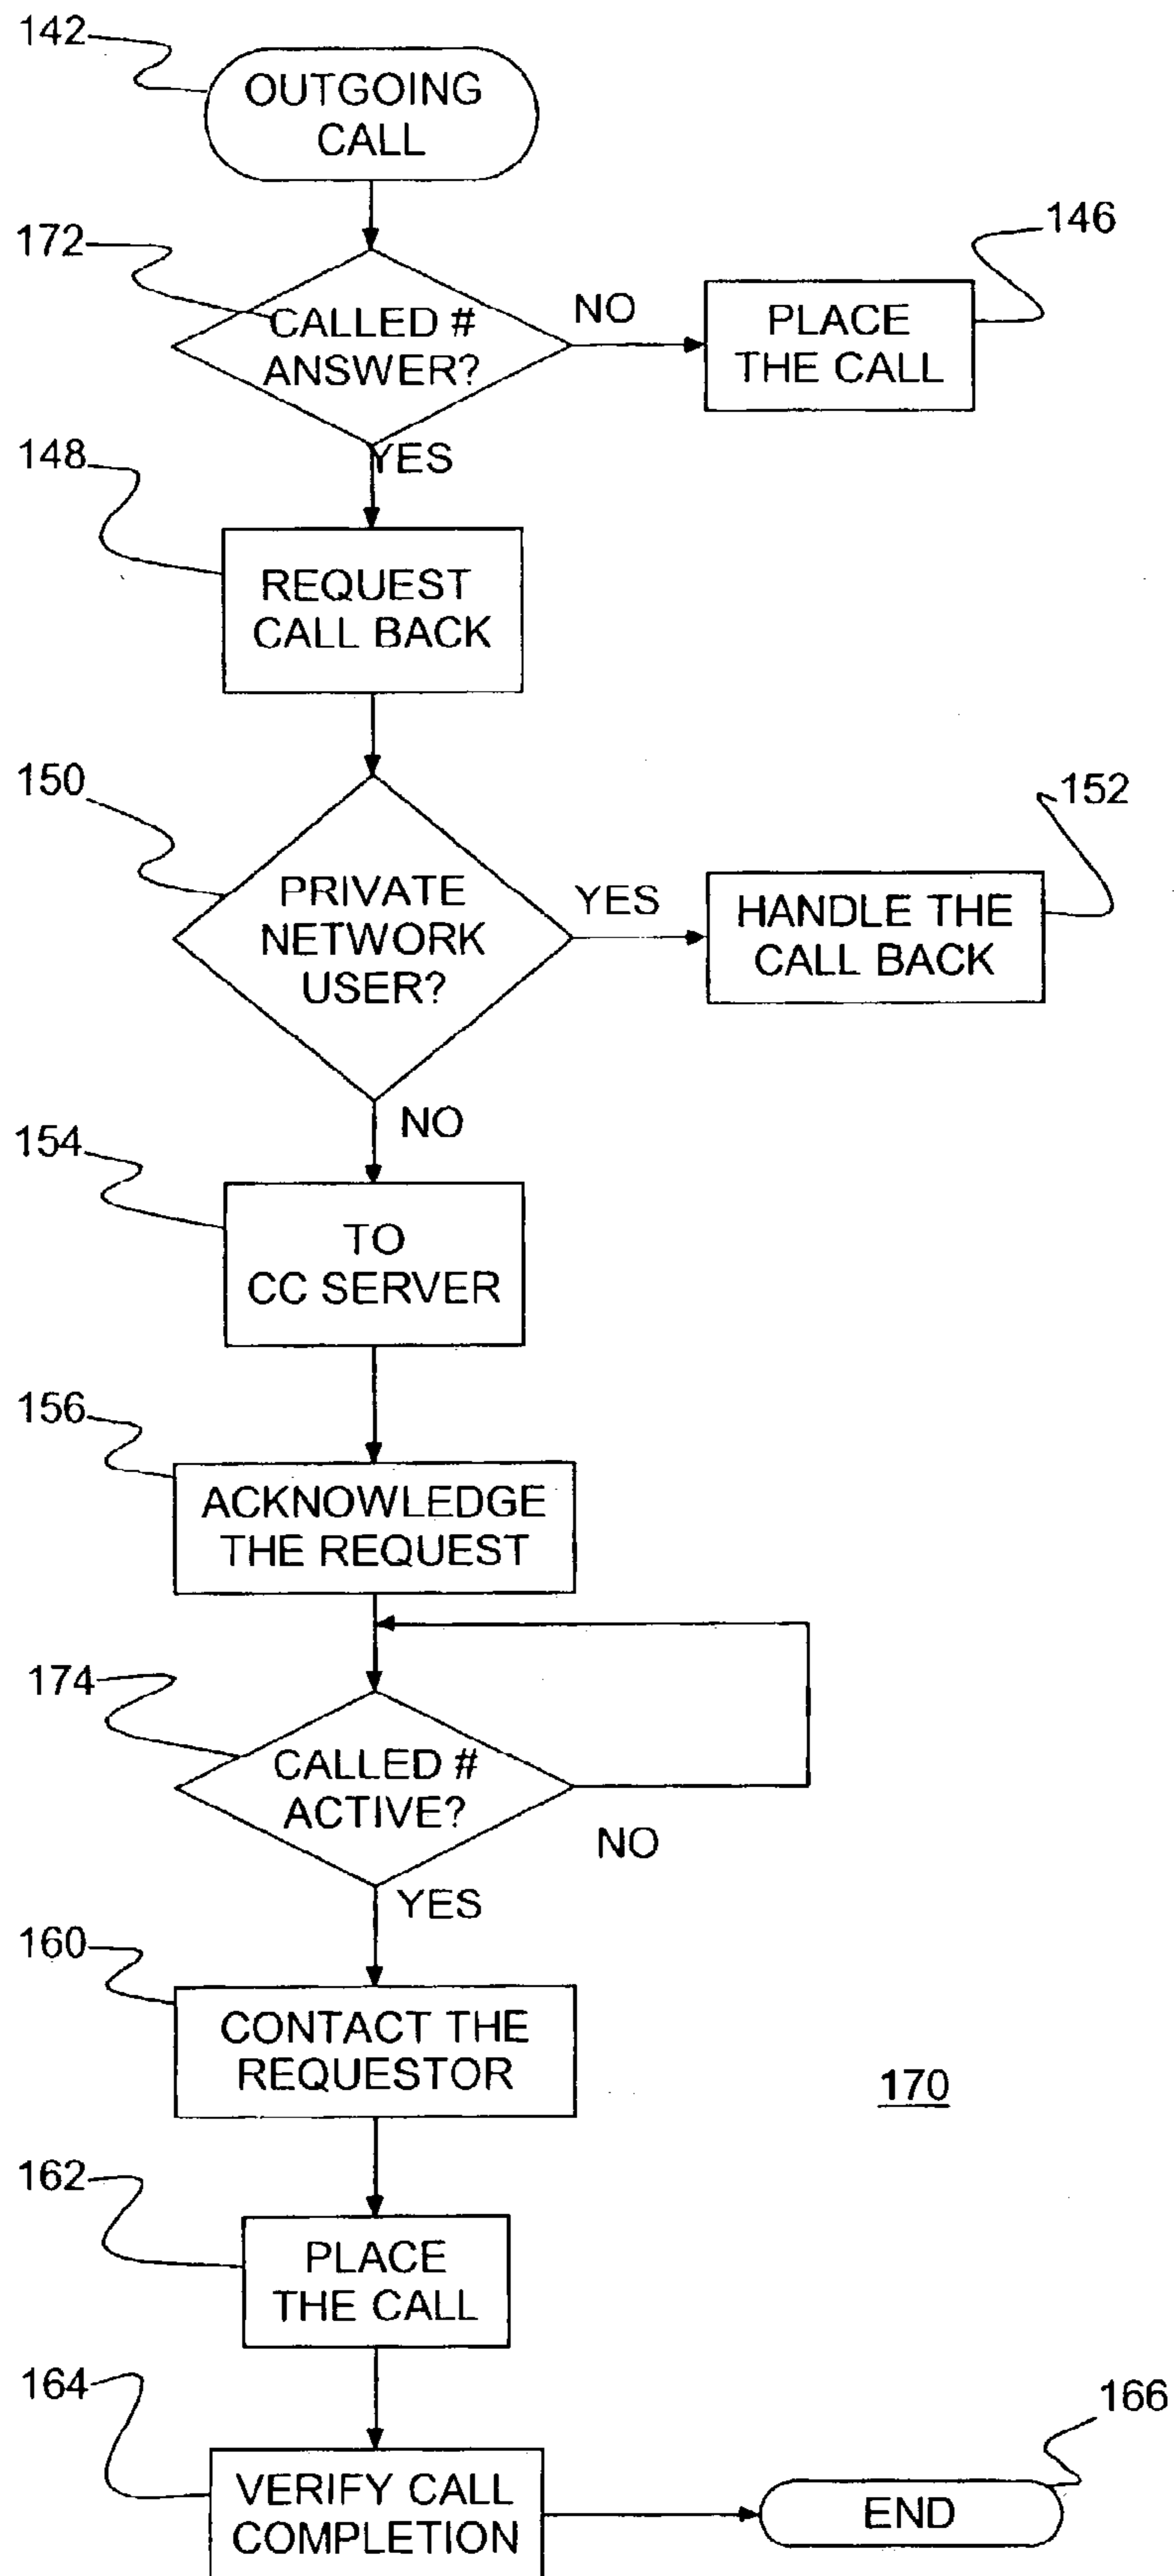 142
OUTGOING
CALL
172
CALLED #
ANSWER?
NO
146
PLACE
THE CALL
YES
148
REQUEST
CALL BACK
150
PRIVATE
NETWORK
USER?
YES
152
HANDLE THE
CALL BACK
NO
154
TO
CC SERVER
156
ACKNOWLEDGE
THE REQUEST
174
CALLED #
ACTIVE?
NO
YES
160
CONTACT THE
REQUESTOR
170
162
PLACE
THE CALL
164
VERIFY CALL
COMPLETION
166
END